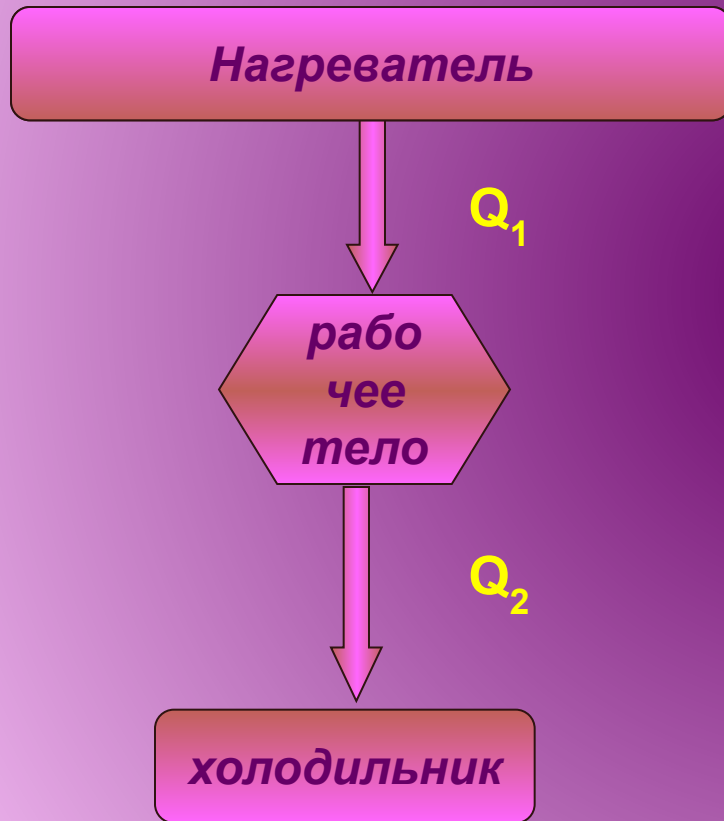 Нагреватель
Q₁
рабо
чее
тело
Q₂
холодильник